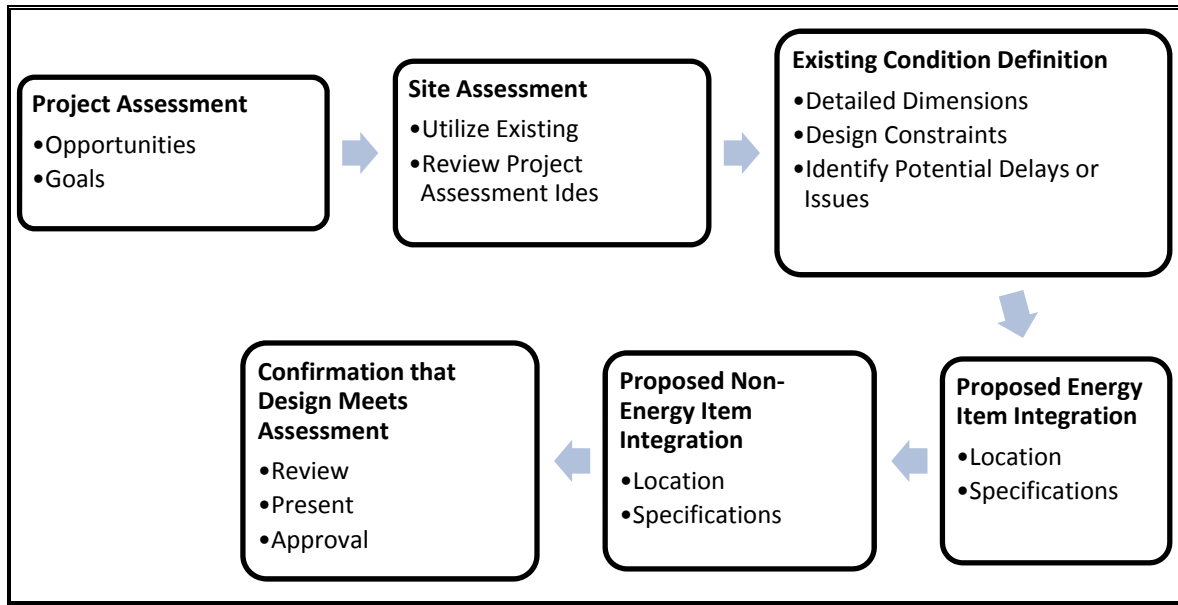 Project Assessment
•Opportunities
•Goals
Site Assessment
•Utilize Existing
•Review Project
Assessment Ides
Existing Condition Definition
•Detailed Dimensions
•Design Constraints
•Identify Potential Delays or
Issues
Proposed Energy
Item Integration
•Location
•Specifications
Proposed Non-
Energy Item
Integration
•Location
•Specifications
Confirmation that
Design Meets
Assessment
•Review
•Present
•Approval